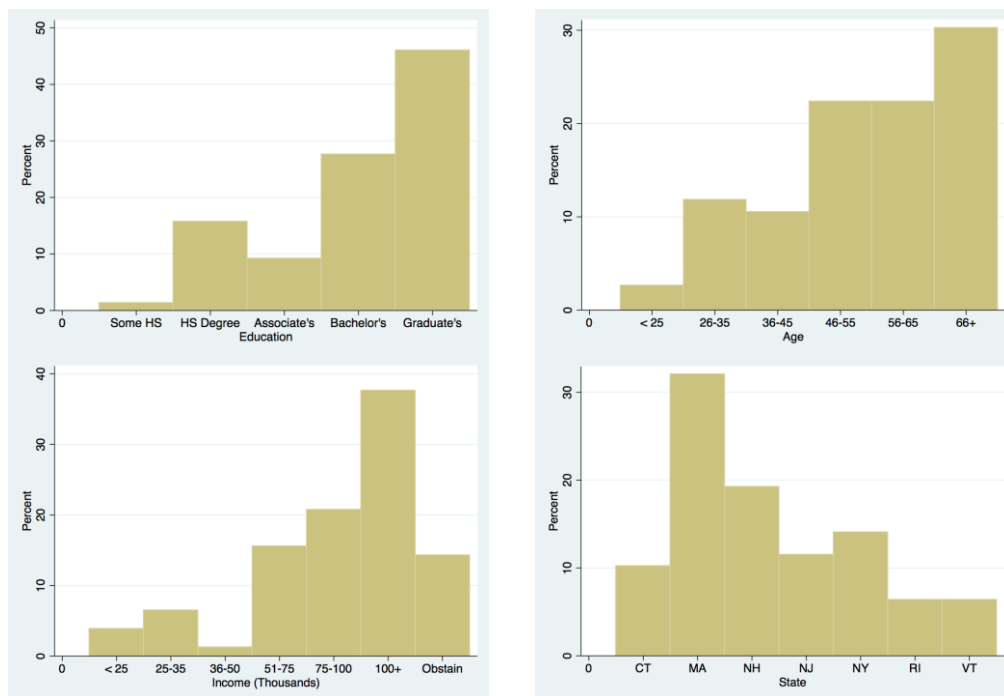 50
40
30
20
10
0
Percent
0 Some HS HS Degree Associate's Bachelor's Graduate's
Education
30
20
10
0
Percent
0 < 25 26-35 36-45 46-55 56-65 66+
Age
40
30
20
10
0
Percent
0 < 25 25-35 36-50 51-75 75-100 100+ Obstain
Income (Thousands)
30
20
10
0
Percent
0 CT MA NH NJ NY RI VT
State